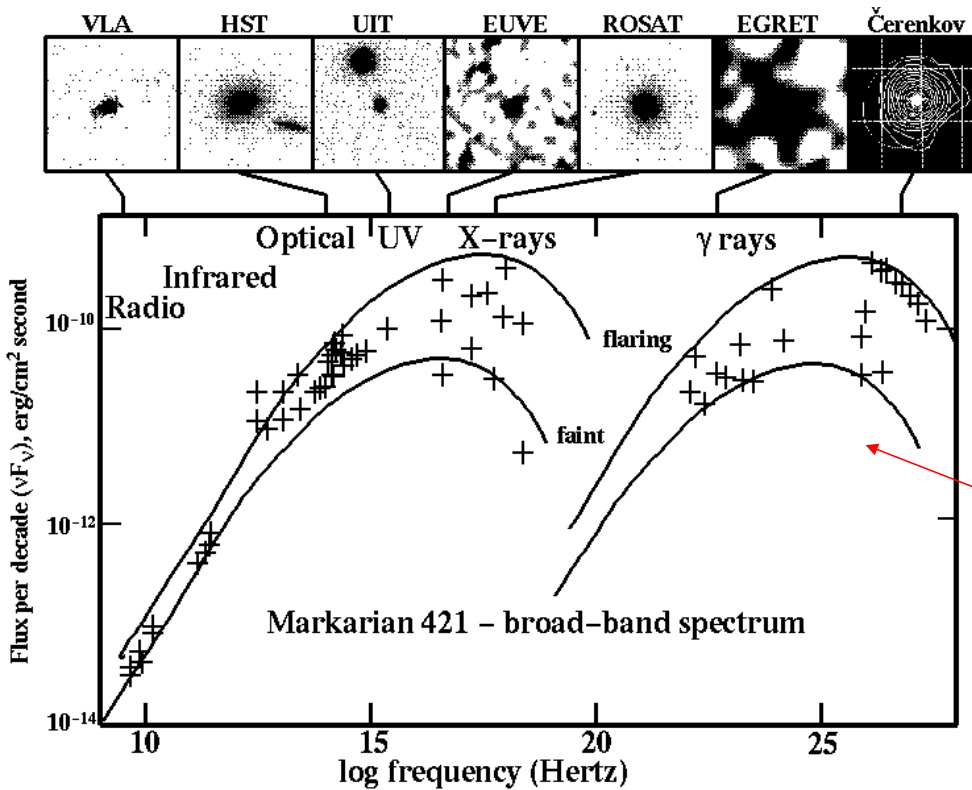 VLA HST UIT EUVE ROSAT EGRET Čerenkov
Optical UV X-rays γ rays
Infrared
Radio
10⁻¹⁰
flaring
faint
10⁻¹²
Markarian 421 – broad-band spectrum
10⁻¹⁴
10 15 20 25
log frequency (Hertz)
Flux per decade (νFᵥ), erg/cm² second